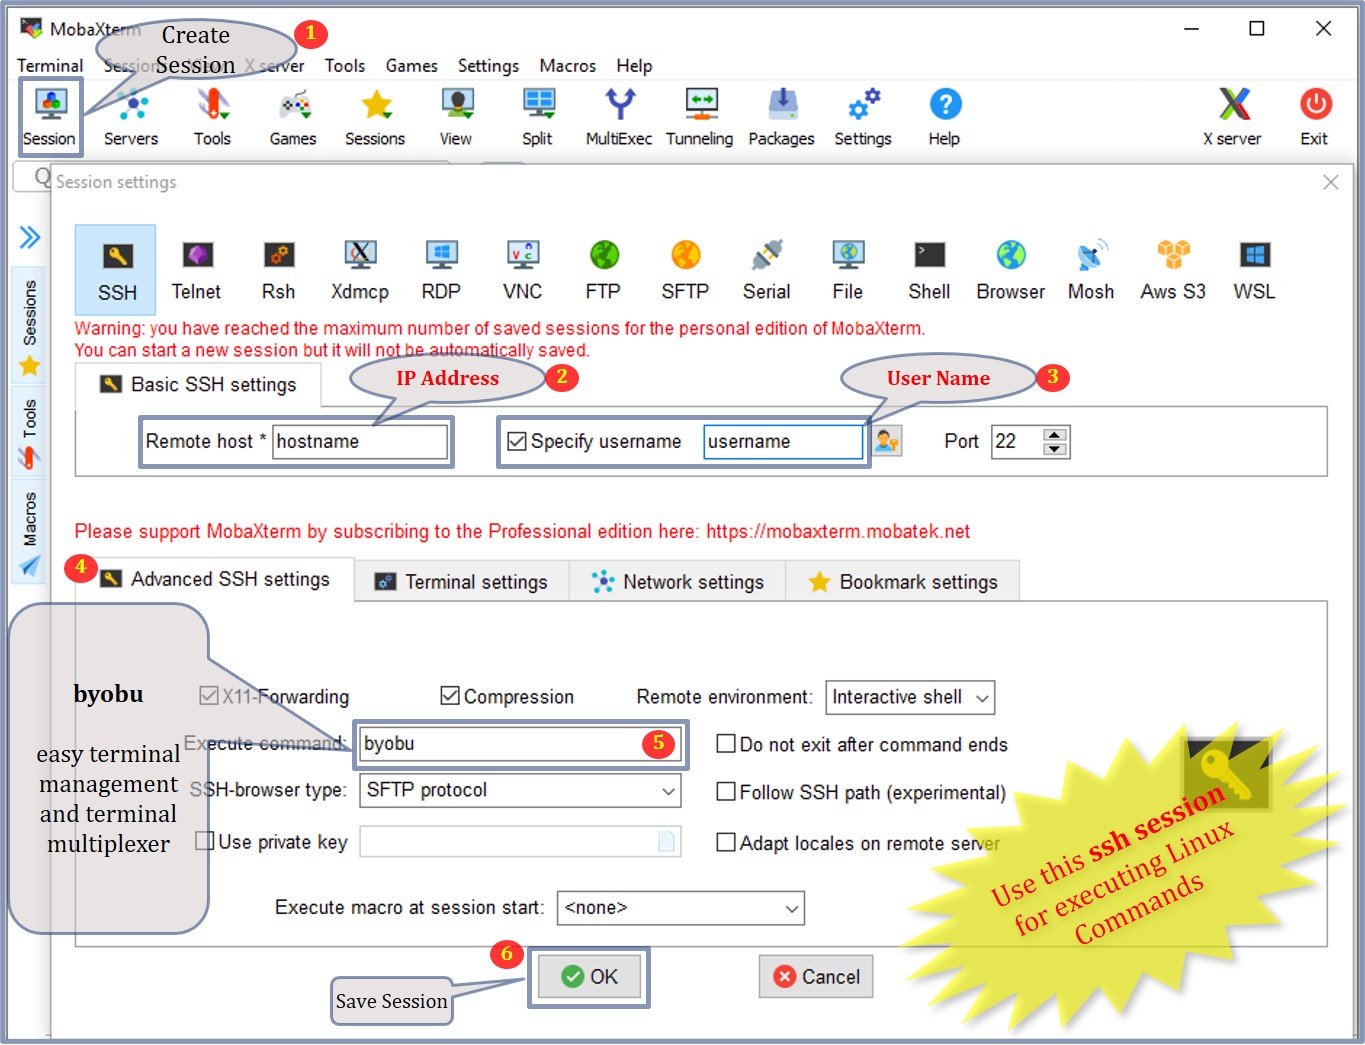 MobaXterm
Create
Session
1
Terminal Sessions View X server Tools Games Settings Macros Help
Session Servers Tools Games Sessions View Split MultiExec Tunneling Packages Settings Help X server Exit
Session settings
SSH Telnet Rsh Xdmcp RDP VNC FTP SFTP Serial File Shell Browser Mosh Aws S3 WSL
Warning: you have reached the maximum number of saved sessions for the personal edition of MobaXterm.
You can start a new session but it will not be automatically saved.
Sessions
Tools
Macros
Basic SSH settings
IP Address 2
User Name 3
Remote host * hostname
Specify username username
Port 22
Please support MobaXterm by subscribing to the Professional edition here: https://mobaxterm.mobatek.net
4
Advanced SSH settings Terminal settings Network settings Bookmark settings
byobu
easy terminal
management
and terminal
multiplexer
X11-Forwarding Compression Remote environment: Interactive shell
Execute command: byobu 5 Do not exit after command ends
SSH-browser type: SFTP protocol Follow SSH path (experimental)
Use private key Adapt locales on remote server
Execute macro at session start: <none>
Use this ssh session
for executing Linux
Commands
6
OK
Cancel
Save Session